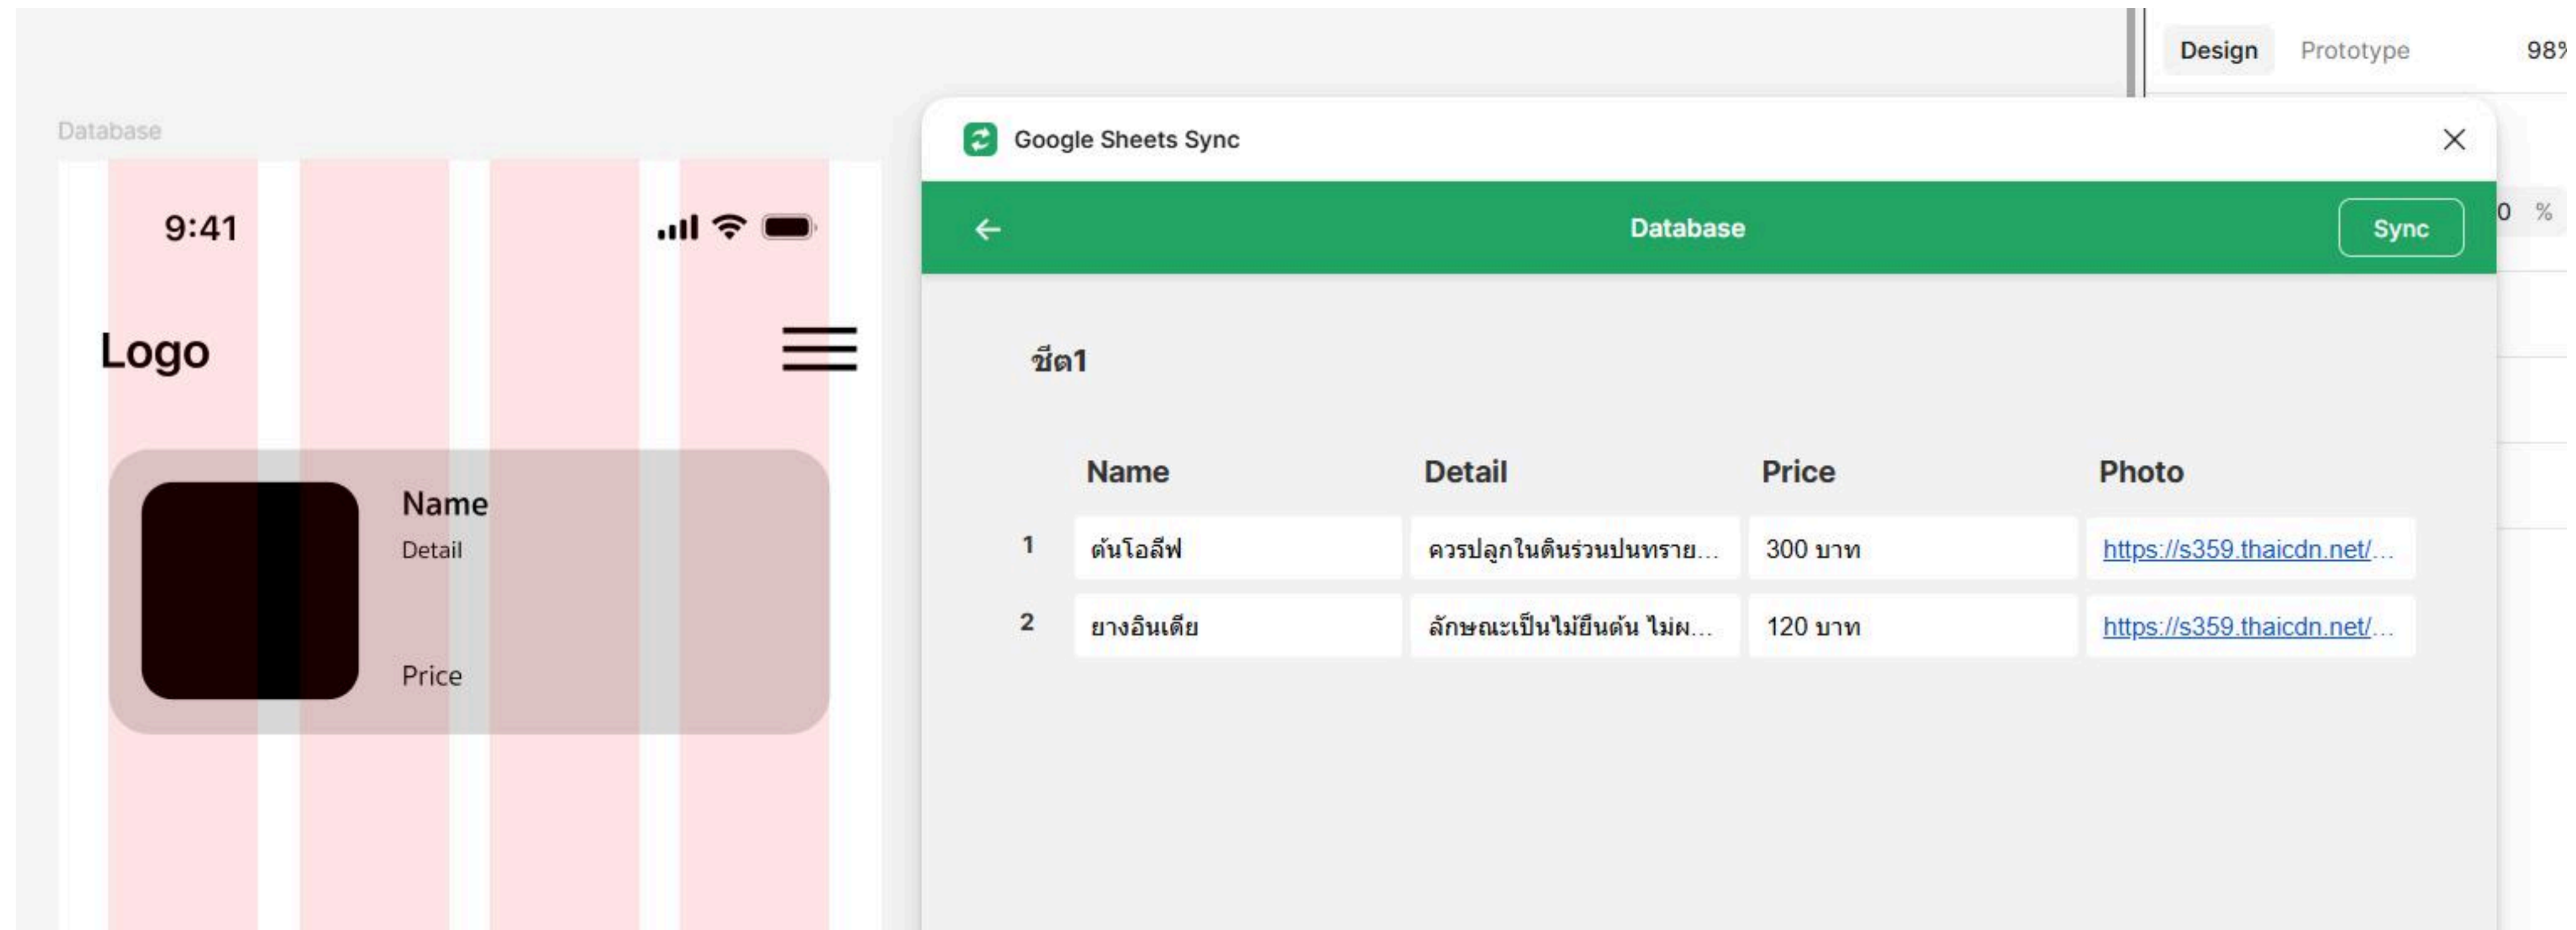 Design Prototype 98%
Database
Google Sheets Sync
9:41
Database
Sync
0 %
Logo
ชีต1
Name Detail Price Photo
1 ต้นโอลีฟ ควรปลูกในดินร่วนปนทราย... 300 บาท https://s359.thaicdn.net/...
2 ยางอินเดีย ลักษณะเป็นไม้ยืนต้น ไม่ผ... 120 บาท https://s359.thaicdn.net/...
Name
Detail
Price